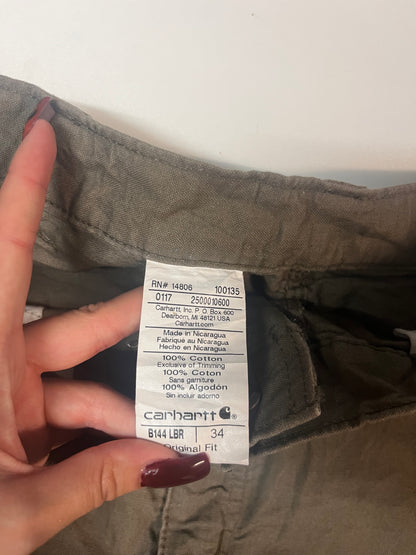 RN# 14806 100135
0117 2500010600
Carhartt, Inc. P.O. Box 600
Dearborn, MI 48121 USA
Carhartt.com
Made in Nicaragua
Fabriqué au Nicaragua
Hecho en Nicaragua
100% Cotton
Exclusive of Trimming
100% Coton
Sans garniture
100% Algodón
Sin incluir adorno
carhartt
B144 LBR 34
Original Fit